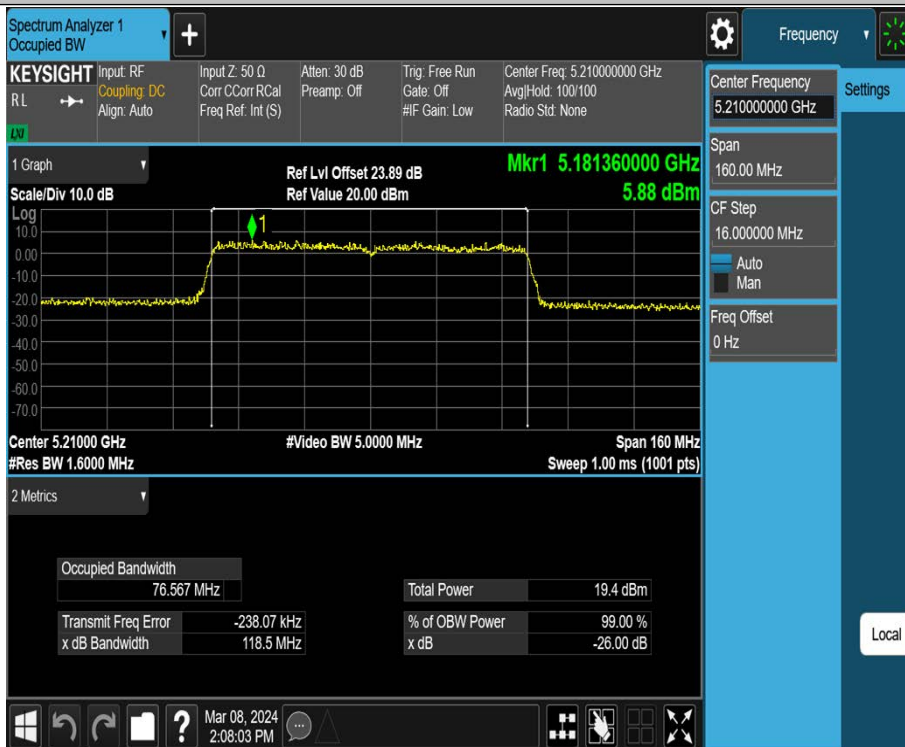 Spectrum Analyzer 1
Occupied BW
+
Frequency
KEYSIGHT
R L
LXI
Input: RF
Coupling: DC
Align: Auto
Input Z: 50 Ω
Corr CCorr RCal
Freq Ref: Int (S)
Atten: 30 dB
Preamp: Off
Trig: Free Run
Gate: Off
#IF Gain: Low
Center Freq: 5.210000000 GHz
Avg|Hold: 100/100
Radio Std: None
Center Frequency
5.210000000 GHz
Settings
Span
160.00 MHz
CF Step
16.000000 MHz
Auto
Man
Freq Offset
0 Hz
Local
1 Graph
Scale/Div 10.0 dB
Ref Lvl Offset 23.89 dB
Ref Value 20.00 dBm
Mkr1 5.181360000 GHz
5.88 dBm
Log
1
10.0
0.00
-10.0
-20.0
-30.0
-40.0
-50.0
-60.0
-70.0
Center 5.21000 GHz
#Video BW 5.0000 MHz
Span 160 MHz
#Res BW 1.6000 MHz
Sweep 1.00 ms (1001 pts)
2 Metrics
Occupied Bandwidth
76.567 MHz
Total Power 19.4 dBm
Transmit Freq Error -238.07 kHz
% of OBW Power 99.00 %
x dB Bandwidth 118.5 MHz
x dB -26.00 dB
?
Mar 08, 2024
2:08:03 PM